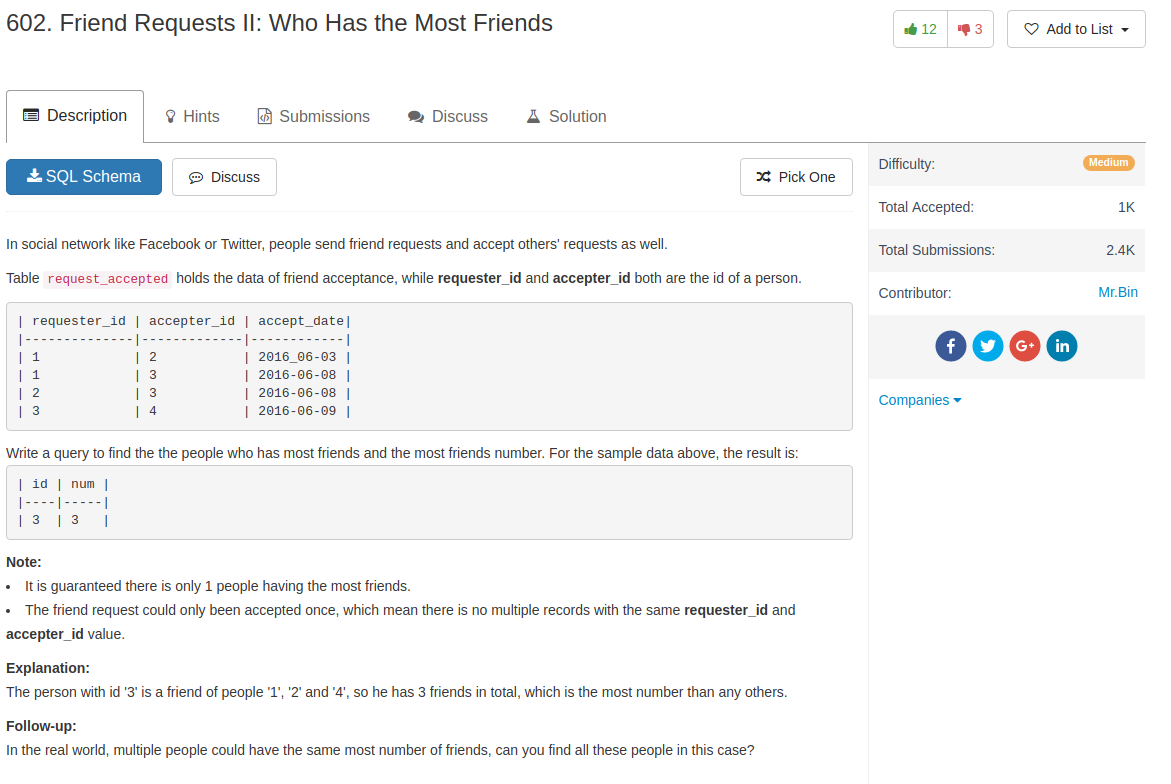 602. Friend Requests II: Who Has the Most Friends
12
3
Add to List
Description
Hints
Submissions
Discuss
Solution
SQL Schema
Discuss
Pick One
In social network like Facebook or Twitter, people send friend requests and accept others' requests as well.
Table request_accepted holds the data of friend acceptance, while requester_id and accepter_id both are the id of a person.
| requester_id | accepter_id | accept_date|
|--------------|-------------|------------|
| 1            | 2           | 2016_06-03 |
| 1            | 3           | 2016-06-08 |
| 2            | 3           | 2016-06-08 |
| 3            | 4           | 2016-06-09 |
Write a query to find the the people who has most friends and the most friends number. For the sample data above, the result is:
| id | num |
|----|-----|
| 3  | 3   |
Note:
• It is guaranteed there is only 1 people having the most friends.
• The friend request could only been accepted once, which mean there is no multiple records with the same requester_id and
accepter_id value.
Explanation:
The person with id '3' is a friend of people '1', '2' and '4', so he has 3 friends in total, which is the most number than any others.
Follow-up:
In the real world, multiple people could have the same most number of friends, can you find all these people in this case?
Difficulty:
Medium
Total Accepted:
1K
Total Submissions:
2.4K
Contributor:
Mr.Bin
f
G+
in
Companies